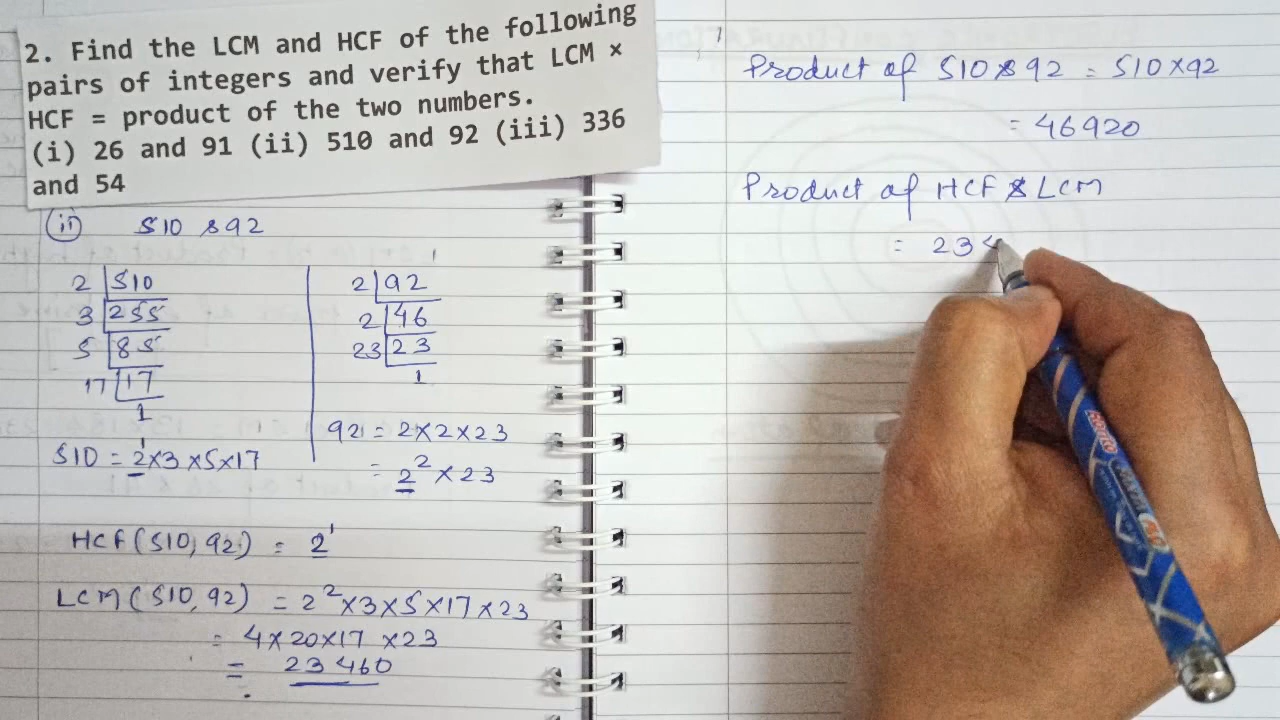 2. Find the LCM and HCF of the following
pairs of integers and verify that LCM ×
HCF = product of the two numbers.
(i) 26 and 91 (ii) 510 and 92 (iii) 336
and 54
(ii) 510 & 92
2 | 510
3 | 255
5 | 85
17 | 17
1
510 = 2¹×3×5×17
2 | 92
2 | 46
23 | 23
1
92 = 2×2×23
= 2² × 23
HCF (510, 92) = 2¹
LCM (510, 92) = 2²×3×5×17×23
= 4×20×17×23
= 23460
Product of 510 & 92 = 510×92
= 46920
Product of HCF & LCM
= 234